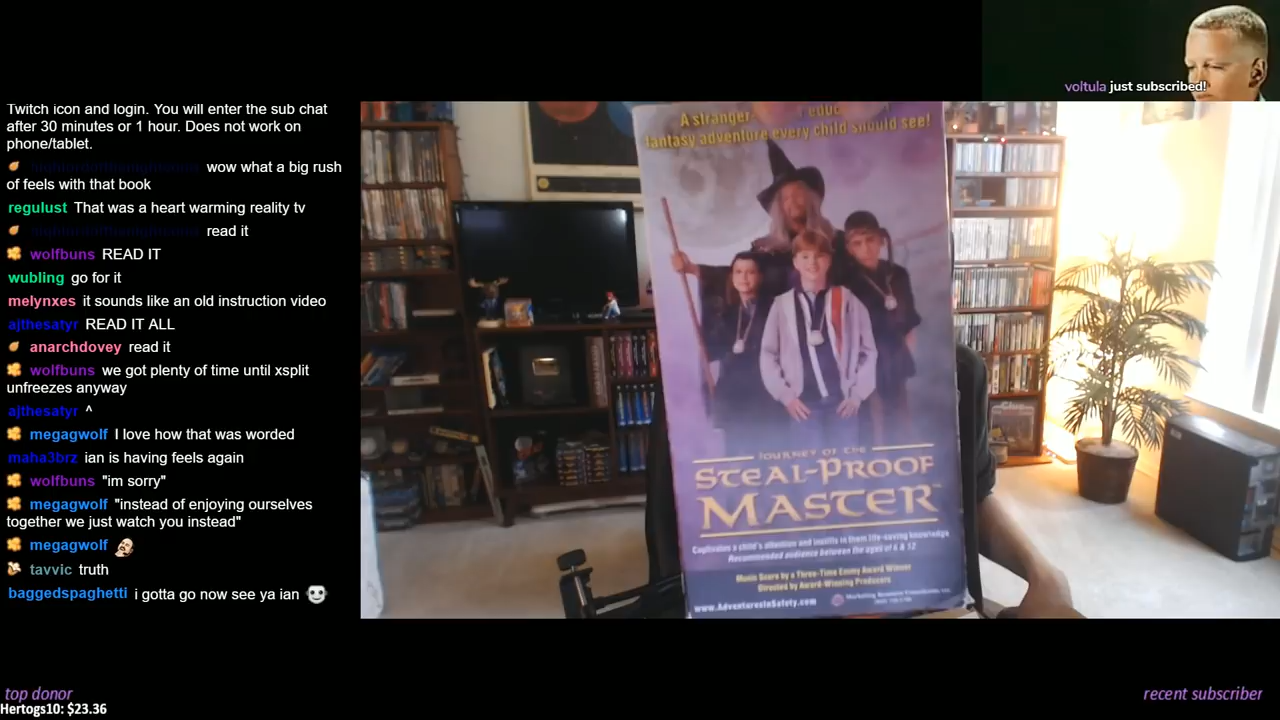 voltula just subscribed!
Twitch icon and login. You will enter the sub chat
after 30 minutes or 1 hour. Does not work on
phone/tablet.
wow what a big rush
of feels with that book
regulust That was a heart warming reality tv
read it
wolfbuns READ IT
wubling go for it
melynxes it sounds like an old instruction video
ajthesatyr READ IT ALL
anarchdovey read it
wolfbuns we got plenty of time until xsplit
unfreezes anyway
ajthesatyr ^
megagwolf I love how that was worded
maha3brz ian is having feels again
wolfbuns "im sorry"
megagwolf "instead of enjoying ourselves
together we just watch you instead"
megagwolf
tavvic truth
baggedspaghetti i gotta go now see ya ian
A stranger- educ
fantasy adventure every child should see!
JOURNEY OF THE
STEAL-PROOF
MASTER™
Captivates a child's attention and instills in them life-saving knowledge
Recommended audience between the ages of 6 & 12
Music Score by a Three-Time Emmy Award Winner
Directed by Award-Winning Producers
www.AdventuresInSafety.com
Clue
top donor
Hertogs10: $23.36
recent subscriber